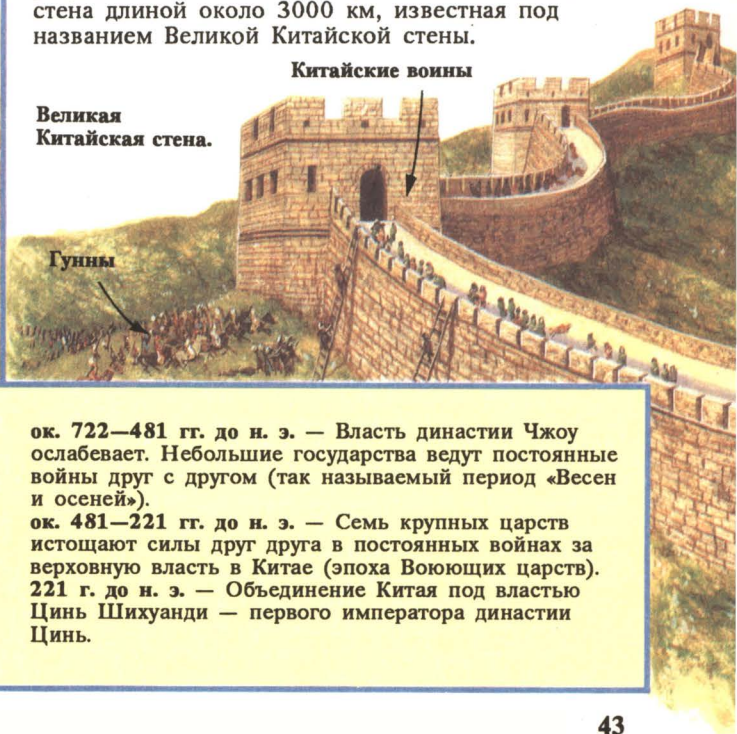 стена длиной около 3000 км, известная под
названием Великой Китайской стены.
Китайские воины
Великая
Китайская стена.
Гунны
ок. 722—481 гг. до н. э. — Власть династии Чжоу
ослабевает. Небольшие государства ведут постоянные
войны друг с другом (так называемый период «Весен
и осеней»).
ок. 481—221 гг. до н. э. — Семь крупных царств
истощают силы друг друга в постоянных войнах за
верховную власть в Китае (эпоха Воюющих царств).
221 г. до н. э. — Объединение Китая под властью
Цинь Шихуанди — первого императора династии
Цинь.
43